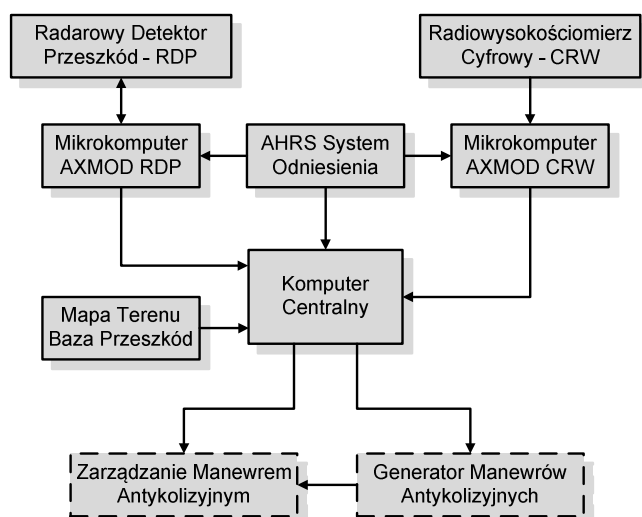 Radarowy Detektor
Przeszkód - RDP
Radiowysokościomierz
Cyfrowy - CRW
Mikrokomputer
AXMOD RDP
AHRS System
Odniesienia
Mikrokomputer
AXMOD CRW
Komputer
Centralny
Mapa Terenu
Baza Przeszkód
Zarządzanie Manewrem
Antykolizyjnym
Generator Manewrów
Antykolizyjnych